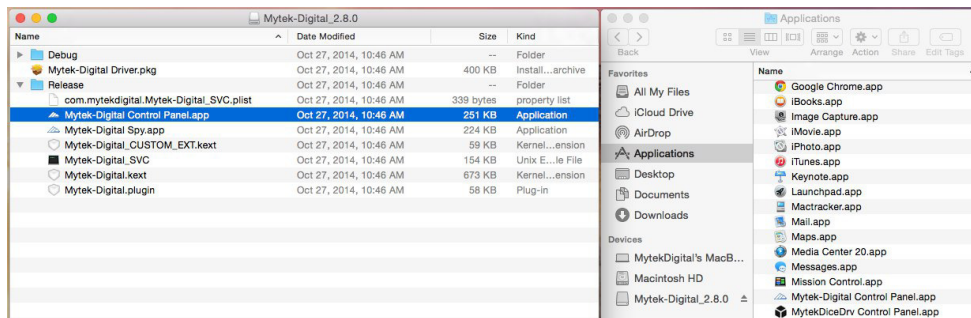 Mytek-Digital_2.8.0
Name Date Modified Size Kind
Debug Oct 27, 2014, 10:46 AM -- Folder
Mytek-Digital Driver.pkg Oct 27, 2014, 10:46 AM 400 KB Install...archive
Release Oct 27, 2014, 10:46 AM -- Folder
com.mytekdigital.Mytek-Digital_SVC.plist Oct 27, 2014, 10:46 AM 339 bytes property list
Mytek-Digital Control Panel.app Oct 27, 2014, 10:46 AM 251 KB Application
Mytek-Digital Spy.app Oct 27, 2014, 10:46 AM 224 KB Application
Mytek-Digital_CUSTOM_EXT.kext Oct 27, 2014, 10:46 AM 59 KB Kernel...ension
Mytek-Digital_SVC Oct 27, 2014, 10:46 AM 154 KB Unix E...le File
Mytek-Digital.kext Oct 27, 2014, 10:46 AM 673 KB Kernel...ension
Mytek-Digital.plugin Oct 27, 2014, 10:46 AM 58 KB Plug-in
Applications
Back View Arrange Action Share Edit Tags
Favorites
All My Files
iCloud Drive
AirDrop
Applications
Desktop
Documents
Downloads
Devices
MytekDigital's MacB...
Macintosh HD
Mytek-Digital_2.8.0
Name
Google Chrome.app
iBooks.app
Image Capture.app
iMovie.app
iPhoto.app
iTunes.app
Keynote.app
Launchpad.app
Mactracker.app
Mail.app
Maps.app
Media Center 20.app
Messages.app
Mission Control.app
Mytek-Digital Control Panel.app
MytekDiceDrv Control Panel.app